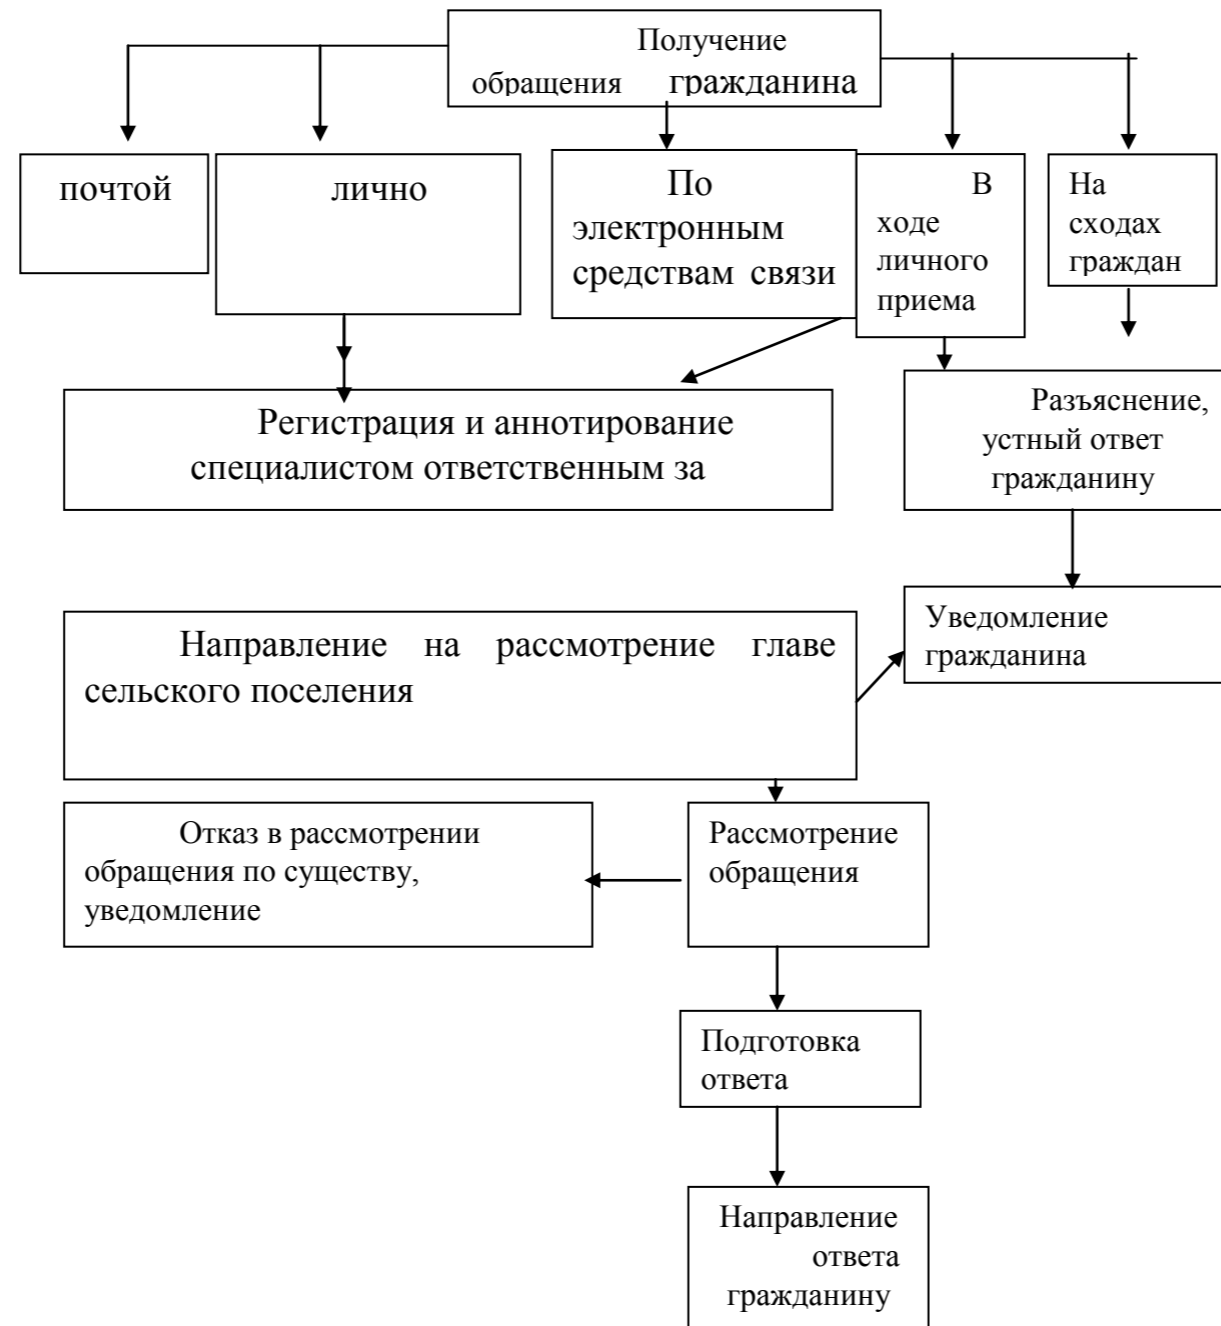 Получение
обращения гражданина
почтой
лично
По
электронным
средствам связи
В
ходе
личного
приема
На
сходах
граждан
Регистрация и аннотирование
специалистом ответственным за
Разъяснение,
устный ответ
гражданину
Направление на рассмотрение главе
сельского поселения
Уведомление
гражданина
Отказ в рассмотрении
обращения по существу,
уведомление
Рассмотрение
обращения
Подготовка
ответа
Направление
ответа
гражданину